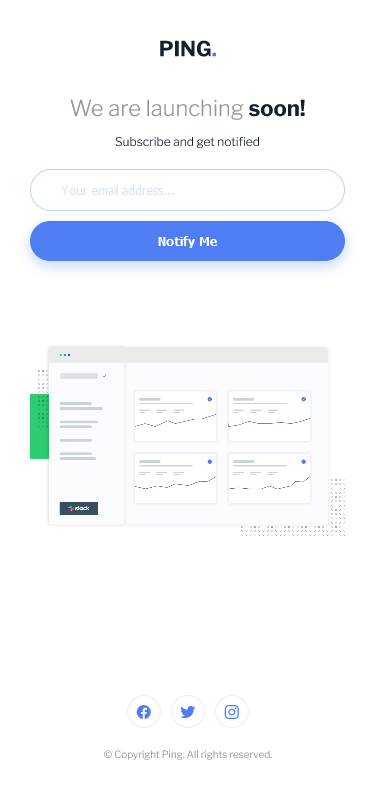 PING.
We are launching soon!
Subscribe and get notified
Your email address...
Notify Me
slack
© Copyright Ping. All rights reserved.